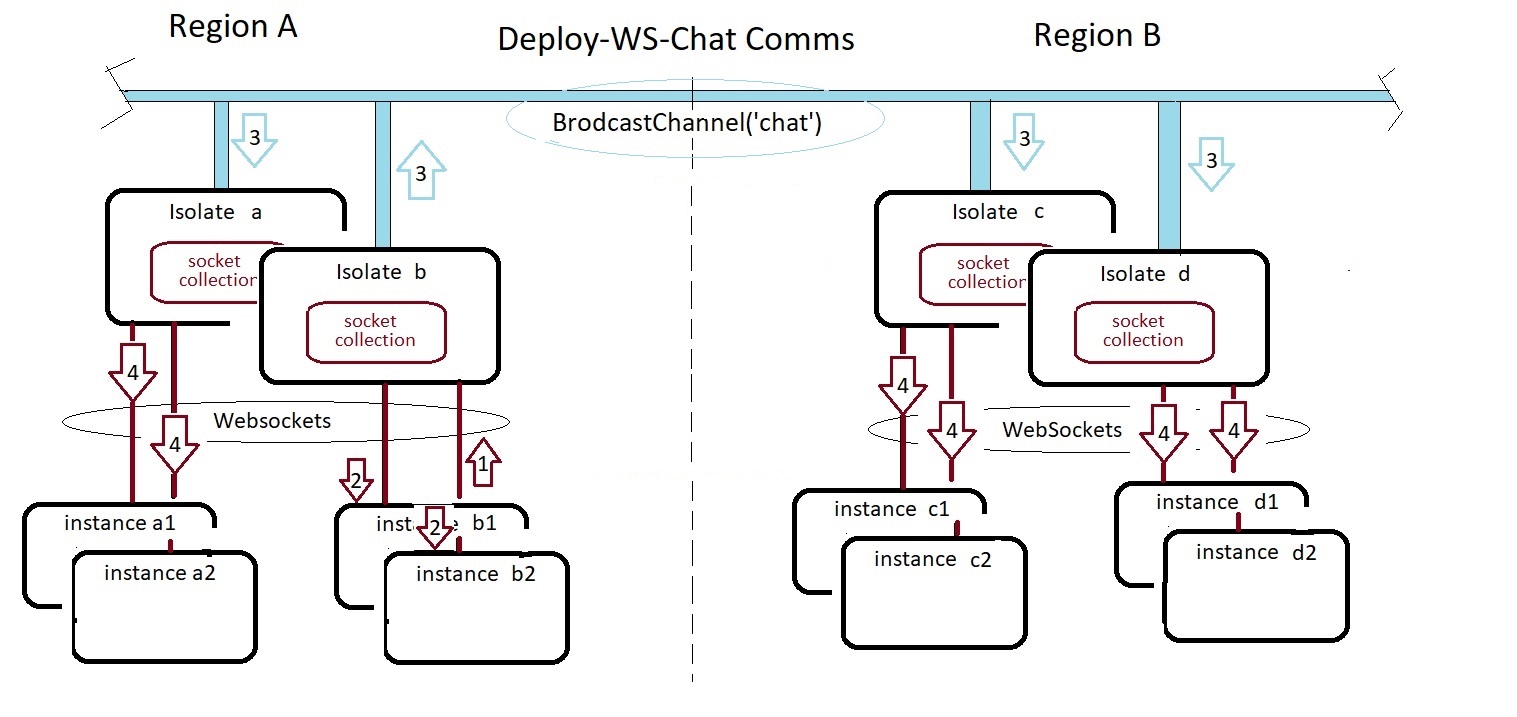 Region A
Deploy-WS-Chat Comms
Region B
BrodcastChannel('chat')
3
3
3
3
Isolate a
socket
collection
Isolate b
socket
collection
Isolate c
socket
collection
Isolate d
socket
collection
4
4
Websockets
2
1
4
4
WebSockets
4
4
instance a1
instance a2
2
b1
instance b2
instance c1
instance c2
instance d1
instance d2